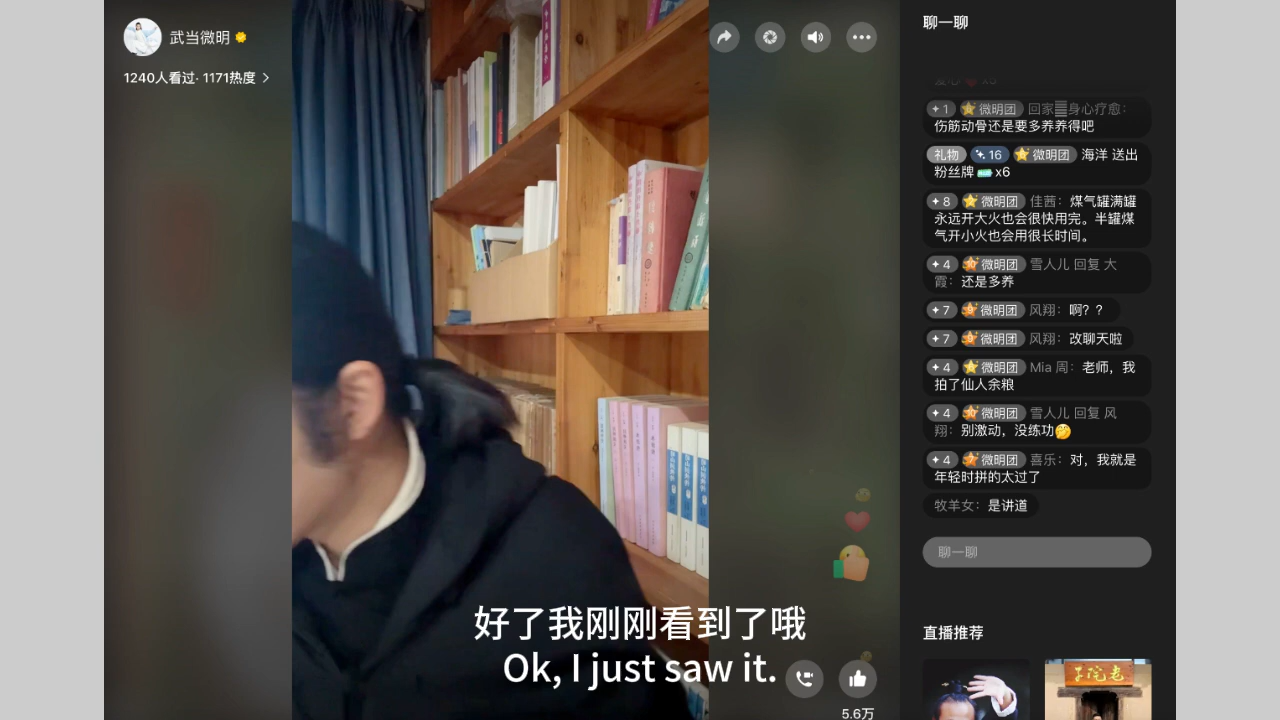 武当微明
1240人看过· 1171热度
好了我刚刚看到了哦
Ok, I just saw it.
5.6万
聊一聊
1 微明团 回家 身心疗愈:
伤筋动骨还是要多养养得吧
礼物 16 微明团 海洋 送出
粉丝牌 x6
8 微明团 佳茜: 煤气罐满罐
永远开大火也会很快用完。半罐煤
气开小火也会用很长时间。
4 微明团 雪人儿 回复 大
霞: 还是多养
7 微明团 风翔: 啊？？
7 微明团 风翔: 改聊天啦
4 微明团 Mia 周: 老师，我
拍了仙人余粮
4 微明团 雪人儿 回复 风
翔: 别激动，没练功
4 微明团 喜乐: 对，我就是
年轻时拼的太过了
牧羊女: 是讲道
聊一聊
直播推荐
老君堂